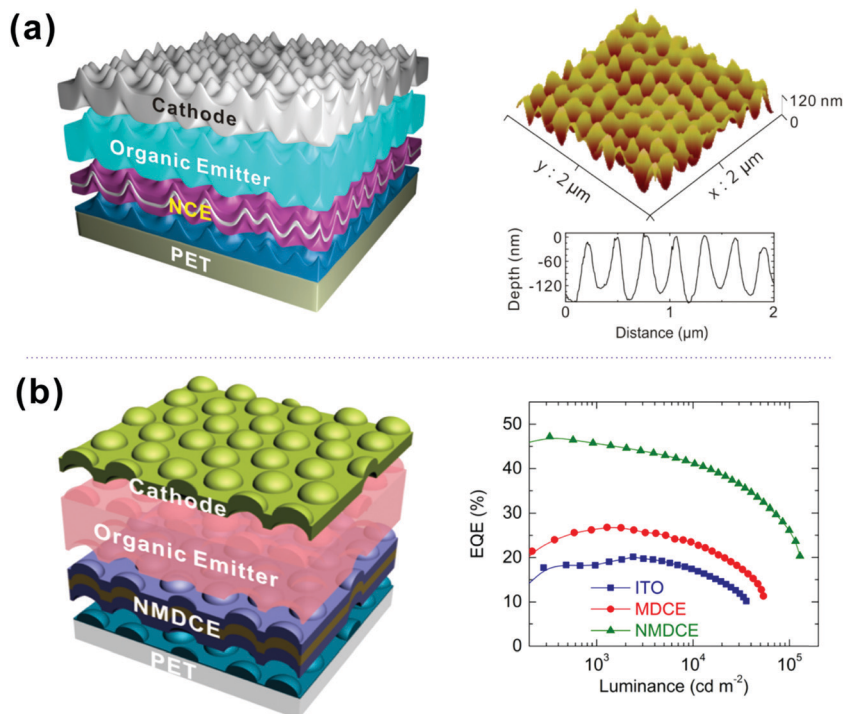 (a)
Cathode
Organic Emitter
NCE
PET
120 nm
0
y : 2 μm
x : 2 μm
0
-60
-120
Depth (nm)
0
1
2
Distance (μm)
(b)
Cathode
Organic Emitter
NMDCE
PET
50
40
30
20
10
0
EQE (%)
ITO
MDCE
NMDCE
10³
10⁴
10⁵
Luminance (cd m⁻²)